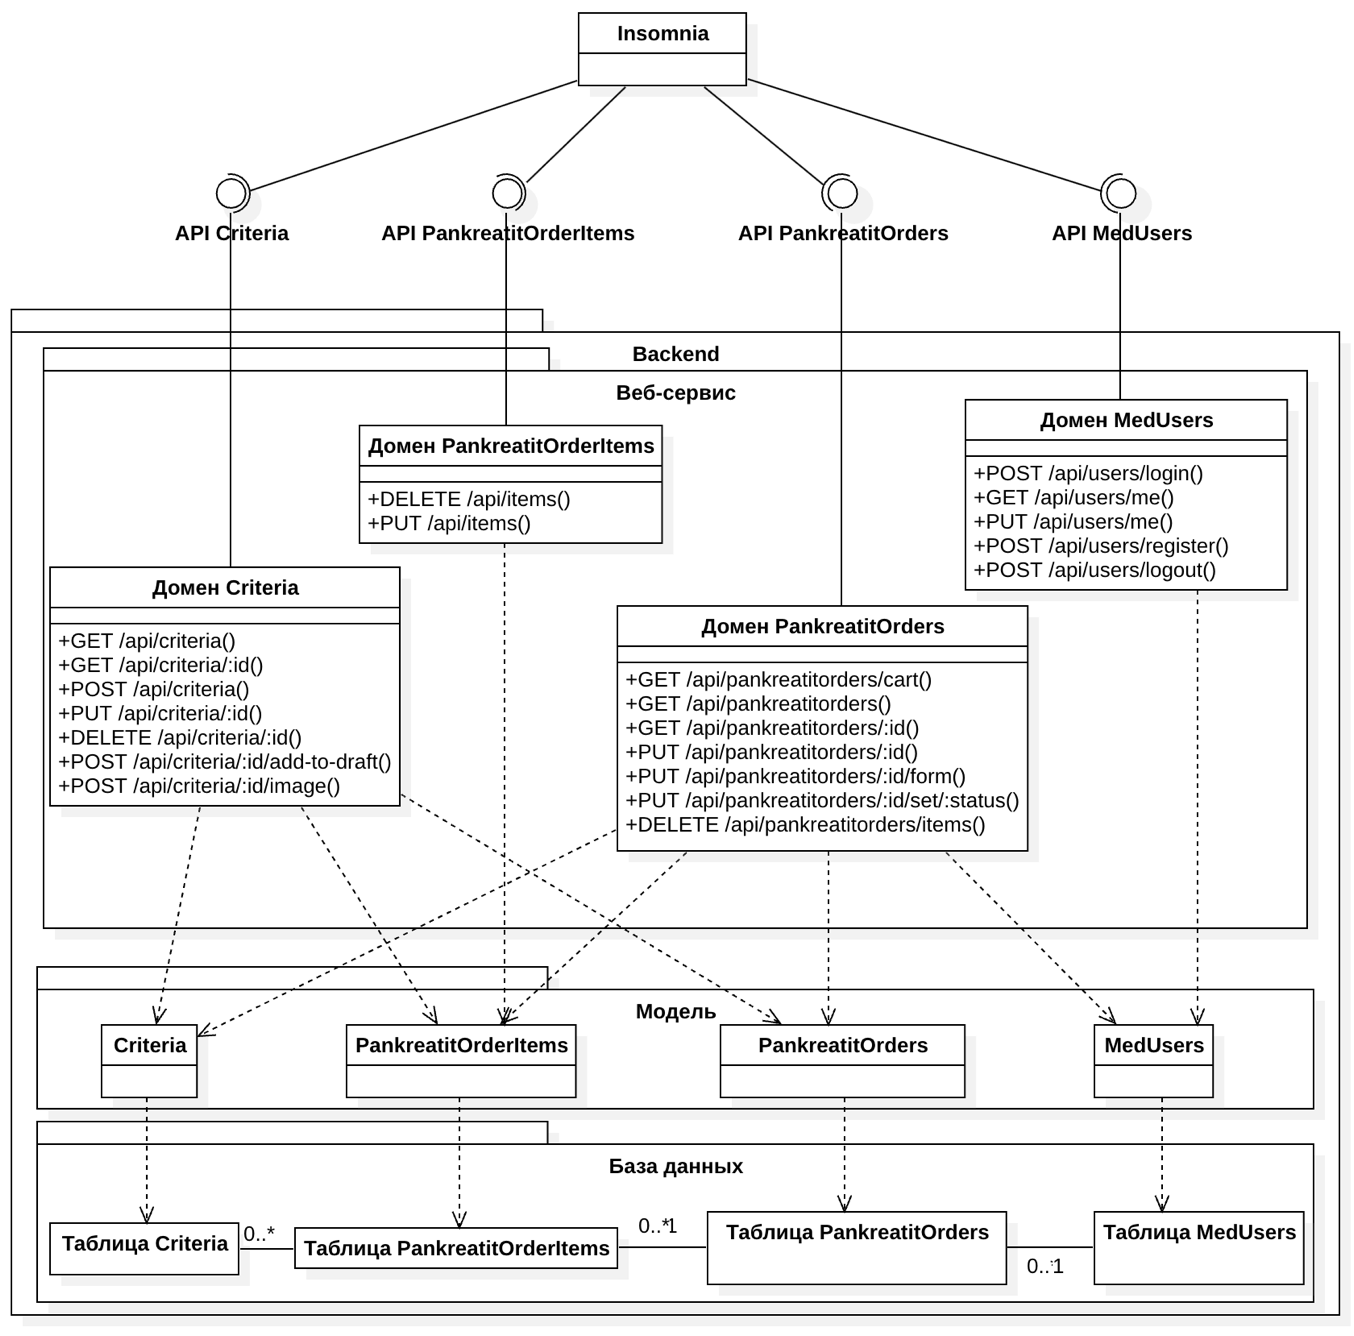 Insomnia
API Criteria
API PankreatitOrderItems
API PankreatitOrders
API MedUsers
Backend
Веб-сервис
Домен MedUsers
+POST /api/users/login()
+GET /api/users/me()
+PUT /api/users/me()
+POST /api/users/register()
+POST /api/users/logout()
Домен PankreatitOrderItems
+DELETE /api/items()
+PUT /api/items()
Домен Criteria
+GET /api/criteria()
+GET /api/criteria/:id()
+POST /api/criteria()
+PUT /api/criteria/:id()
+DELETE /api/criteria/:id()
+POST /api/criteria/:id/add-to-draft()
+POST /api/criteria/:id/image()
Домен PankreatitOrders
+GET /api/pankreatitorders/cart()
+GET /api/pankreatitorders()
+GET /api/pankreatitorders/:id()
+PUT /api/pankreatitorders/:id()
+PUT /api/pankreatitorders/:id/form()
+PUT /api/pankreatitorders/:id/set/:status()
+DELETE /api/pankreatitorders/items()
Модель
Criteria
PankreatitOrderItems
PankreatitOrders
MedUsers
База данных
Таблица Criteria
0..*
Таблица PankreatitOrderItems
Таблица PankreatitOrders
Таблица MedUsers